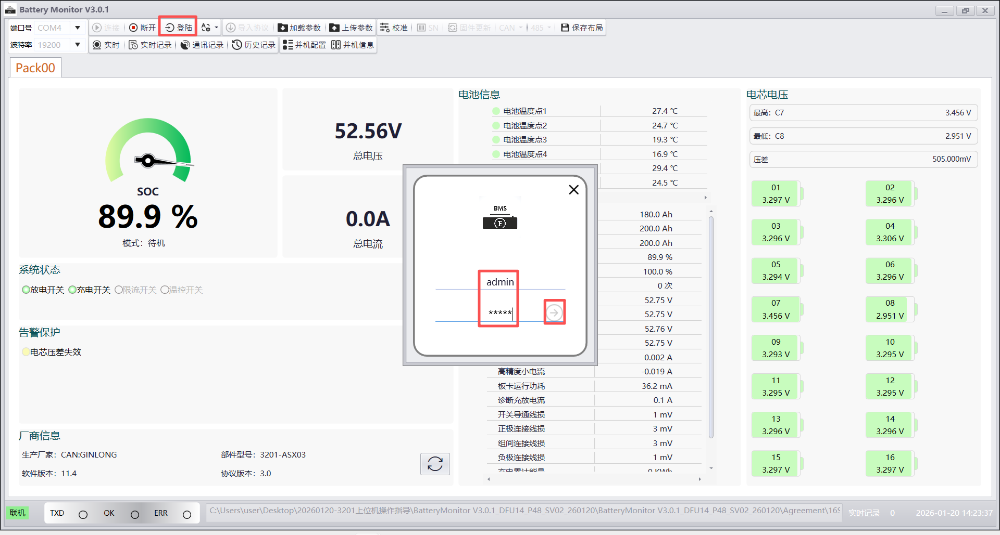 Battery Monitor V3.0.1
端口号 COM4 连接 断开 登陆 导入协议 加载参数 上传参数 校准 SN 固件更新 CAN 485 保存布局
波特率 19200 实时 实时记录 通讯记录 历史记录 并机配置 并机信息
Pack00
SOC
89.9 %
模式：待机
52.56V
总电压
0.0A
总电流
系统状态
放电开关 充电开关 限流开关 温控开关
告警保护
电芯压差失效
厂商信息
生产厂家：CAN:GINLONG 部件型号：3201-ASX03
软件版本：11.4 协议版本：3.0
电池信息
电池温度点1 27.4 ℃
电池温度点2 24.7 ℃
电池温度点3 19.3 ℃
电池温度点4 16.9 ℃
29.4 ℃
24.5 ℃
180.0 Ah
200.0 Ah
200.0 Ah
89.9 %
100.0 %
0 次
52.75 V
52.75 V
52.76 V
52.75 V
0.002 A
高精度小电流 -0.019 A
板卡运行功耗 36.2 mA
诊断充放电流 0.1 A
开关导通线损 1 mV
正极连接线损 3 mV
组间连接线损 3 mV
负极连接线损 1 mV
充电累计能量 0 KWh
BMS
E
admin
*****
电芯电压
最高：C7 3.456 V
最低：C8 2.951 V
压差 505.000mV
01 02
3.297 V 3.296 V
03 04
3.296 V 3.306 V
05 06
3.294 V 3.296 V
07 08
3.456 V 2.951 V
09 10
3.293 V 3.295 V
11 12
3.295 V 3.295 V
13 14
3.296 V 3.296 V
15 16
3.297 V 3.297 V
联机 TXD OK ERR C:\Users\user\Desktop\20260120-3201上位机操作指导\BatteryMonitor V3.0.1_DFU14_P48_SV02_260120\BatteryMonitor V3.0.1_DFU14_P48_SV02_260120\Agreement\16S 实时记录 0 2026-01-20 14:23:37